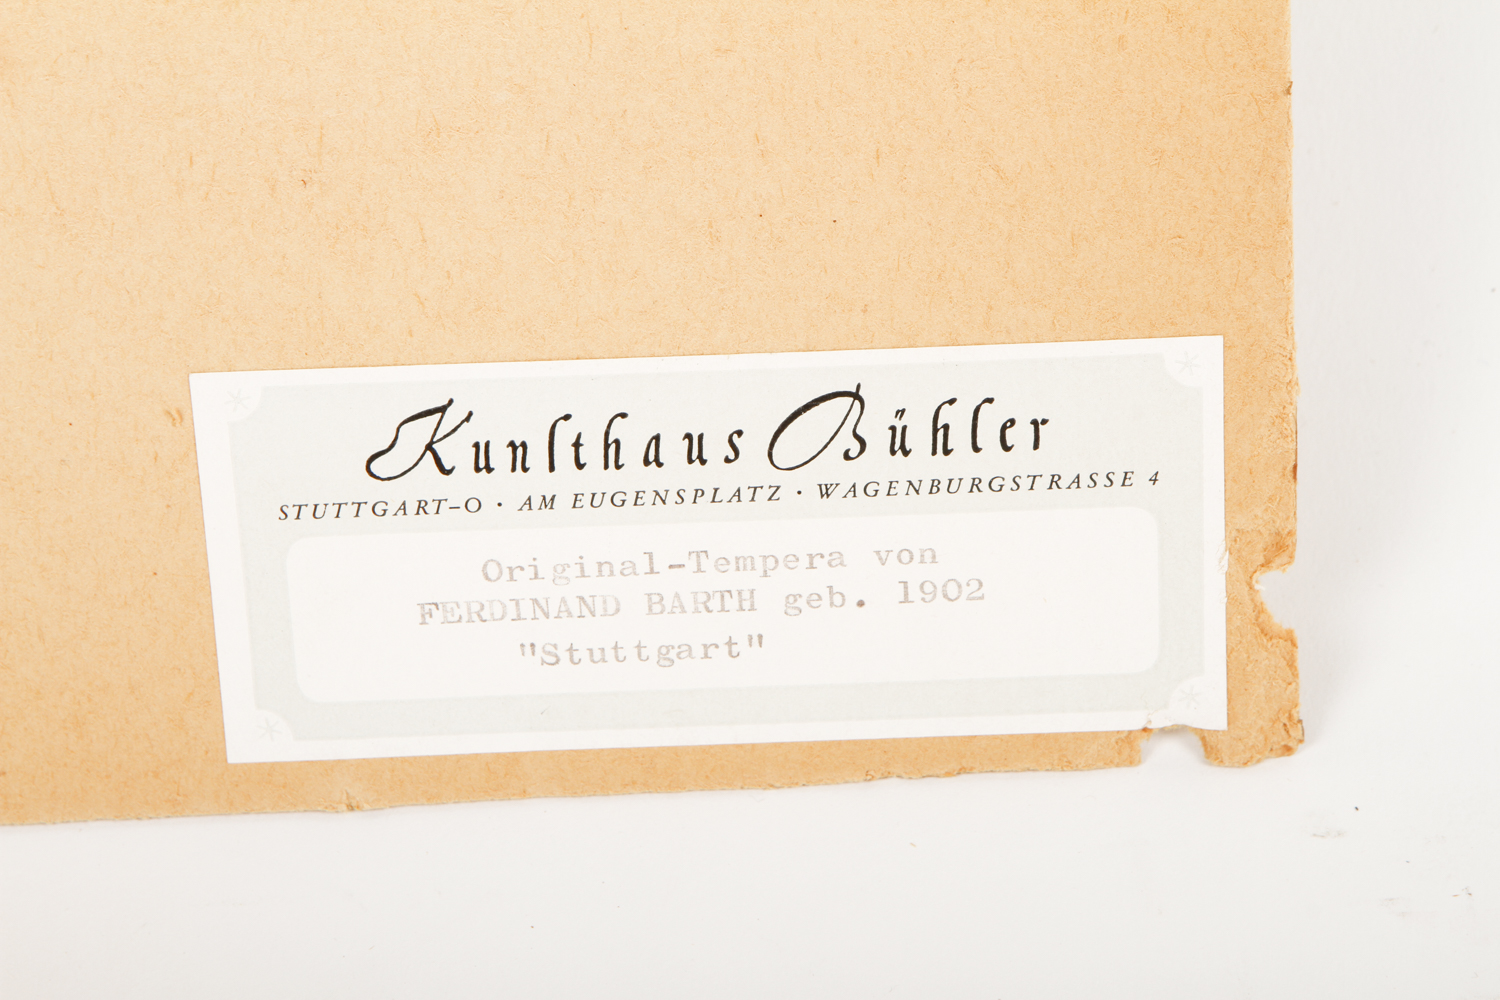 Kunſthaus Bühler
STUTTGART–O · AM EUGENSPLATZ · WAGENBURGSTRASSE 4
Original-Tempera von
FERDINAND BARTH geb. 1902
"Stuttgart"